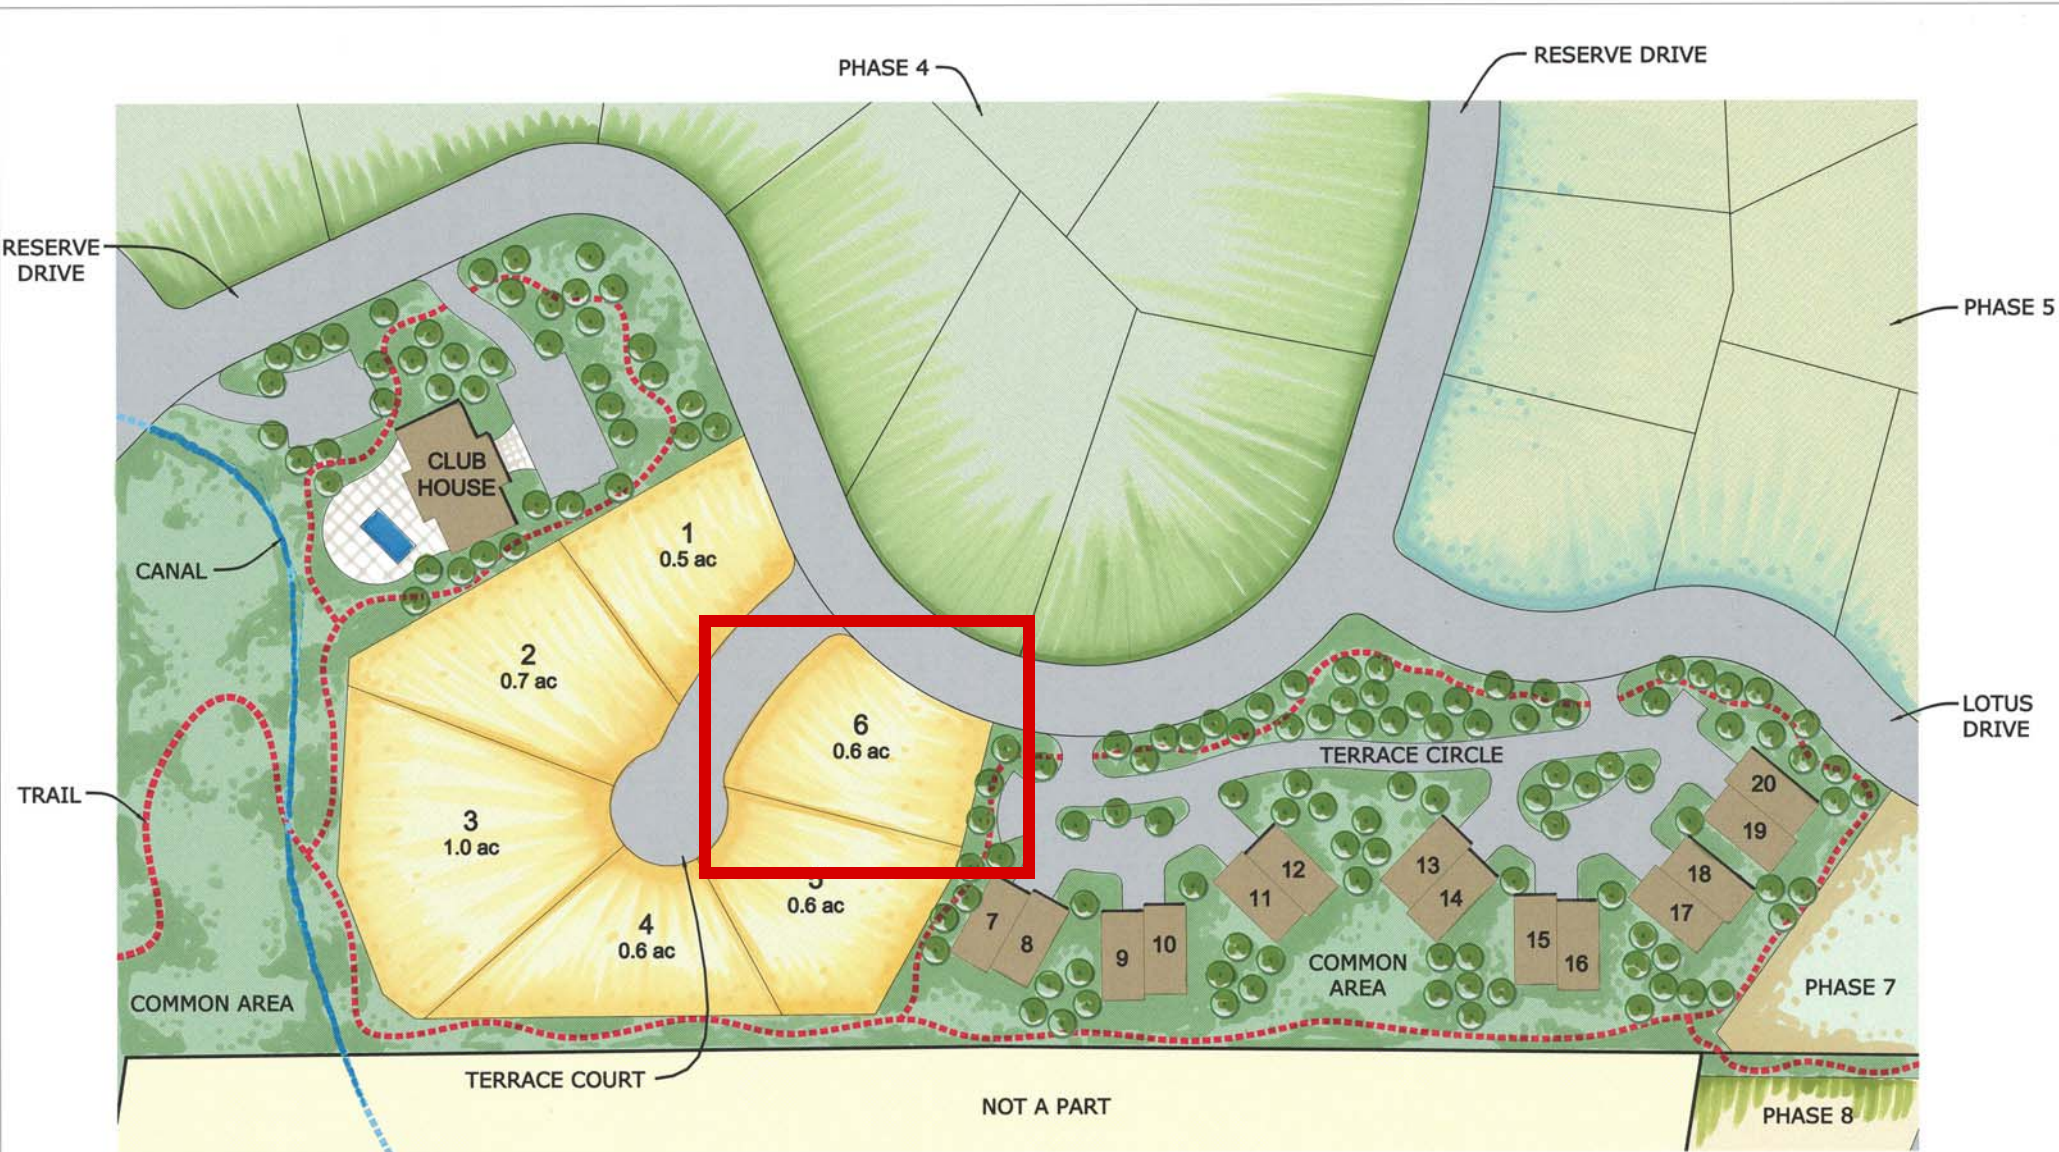 PHASE 4
RESERVE DRIVE
RESERVE
DRIVE
PHASE 5
CLUB
HOUSE
1
0.5 ac
CANAL
2
0.7 ac
6
0.6 ac
LOTUS
DRIVE
TERRACE CIRCLE
TRAIL
3
1.0 ac
20
19
12
11
13
14
18
17
5
0.6 ac
4
0.6 ac
7
8
9
10
15
16
COMMON
AREA
COMMON AREA
PHASE 7
TERRACE COURT
NOT A PART
PHASE 8